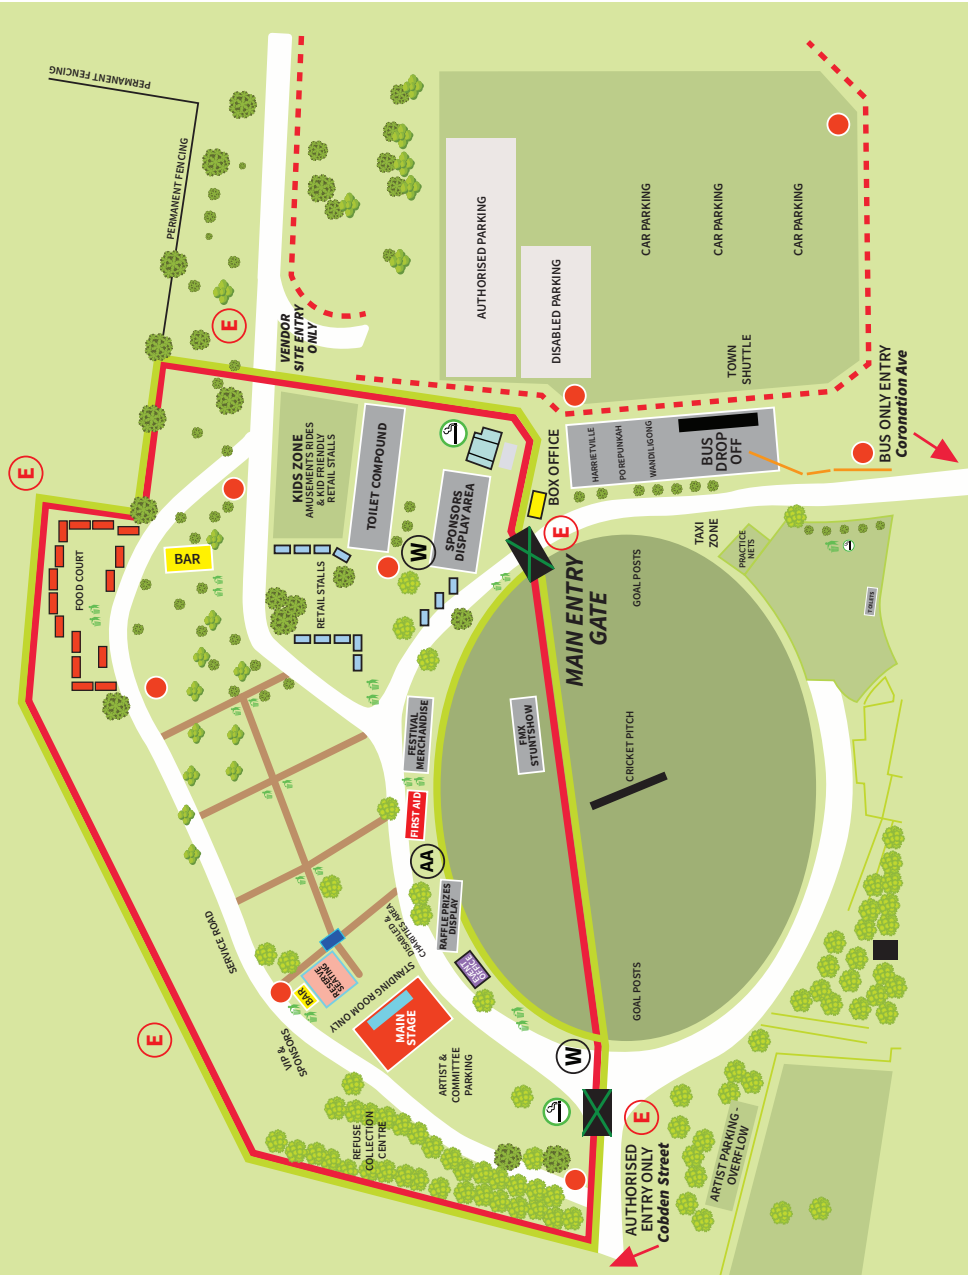 PERMANENT FENCING
PERMANENT FENCING
E
VENDOR
SITE ENTRY
ONLY
AUTHORISED PARKING
DISABLED PARKING
CAR PARKING
CAR PARKING
CAR PARKING
TOWN
SHUTTLE
BUS ONLY ENTRY
Coronation Ave
HARRIETVILLE
POREPUNKAH
WANDILIGONG
BUS
DROP
OFF
BOX OFFICE
E
FOOD COURT
BAR
KIDS ZONE
AMUSEMENTS RIDES
& KID FRIENDLY
RETAIL STALLS
TOILET COMPOUND
SPONSORS
DISPLAY AREA
W
RETAIL STALLS
E
MAIN ENTRY
GATE
TAXI
ZONE
PRACTICE
NETS
TOILETS
GOAL POSTS
FESTIVAL
MERCHANDISE
FMX
STUNTSHOW
CRICKET PITCH
FIRST AID
AA
RAFFLE PRIZES
DISPLAY
DISABLED &
CHARITIES AREA
EVENT
OFFICE
SERVICE ROAD
RESERVE
SEATING
BAR
STANDING ROOM ONLY
MAIN
STAGE
VIP &
SPONSORS
E
ARTIST &
COMMITTEE
PARKING
REFUSE
COLLECTION
CENTRE
GOAL POSTS
W
E
AUTHORISED
ENTRY ONLY
Cobden Street
ARTIST PARKING -
OVERFLOW